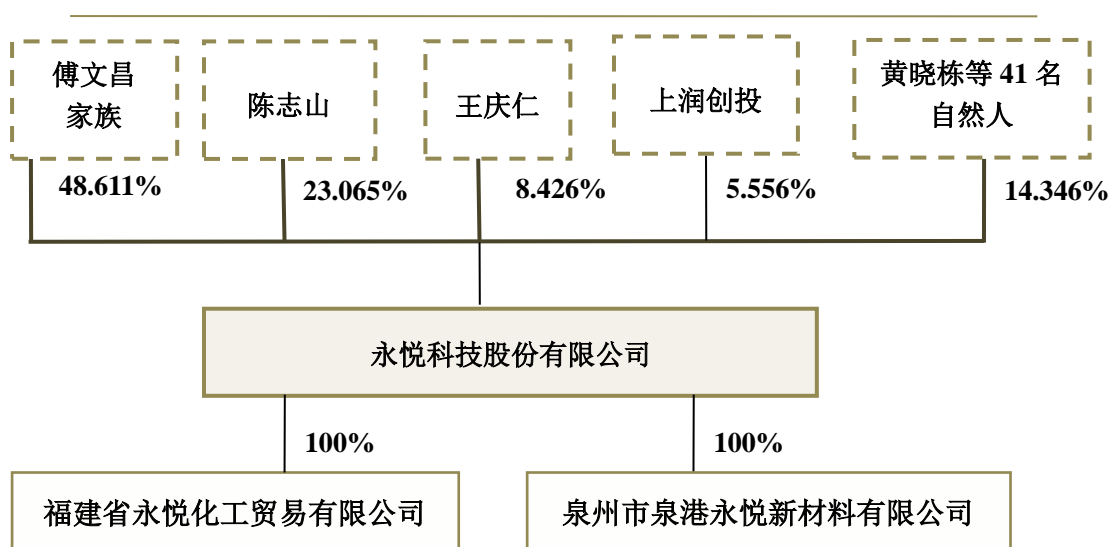 傅文昌
家族
陈志山
王庆仁
上润创投
黄晓栋等 41 名
自然人
48.611%
23.065%
8.426%
5.556%
14.346%
永悦科技股份有限公司
100%
100%
福建省永悦化工贸易有限公司
泉州市泉港永悦新材料有限公司